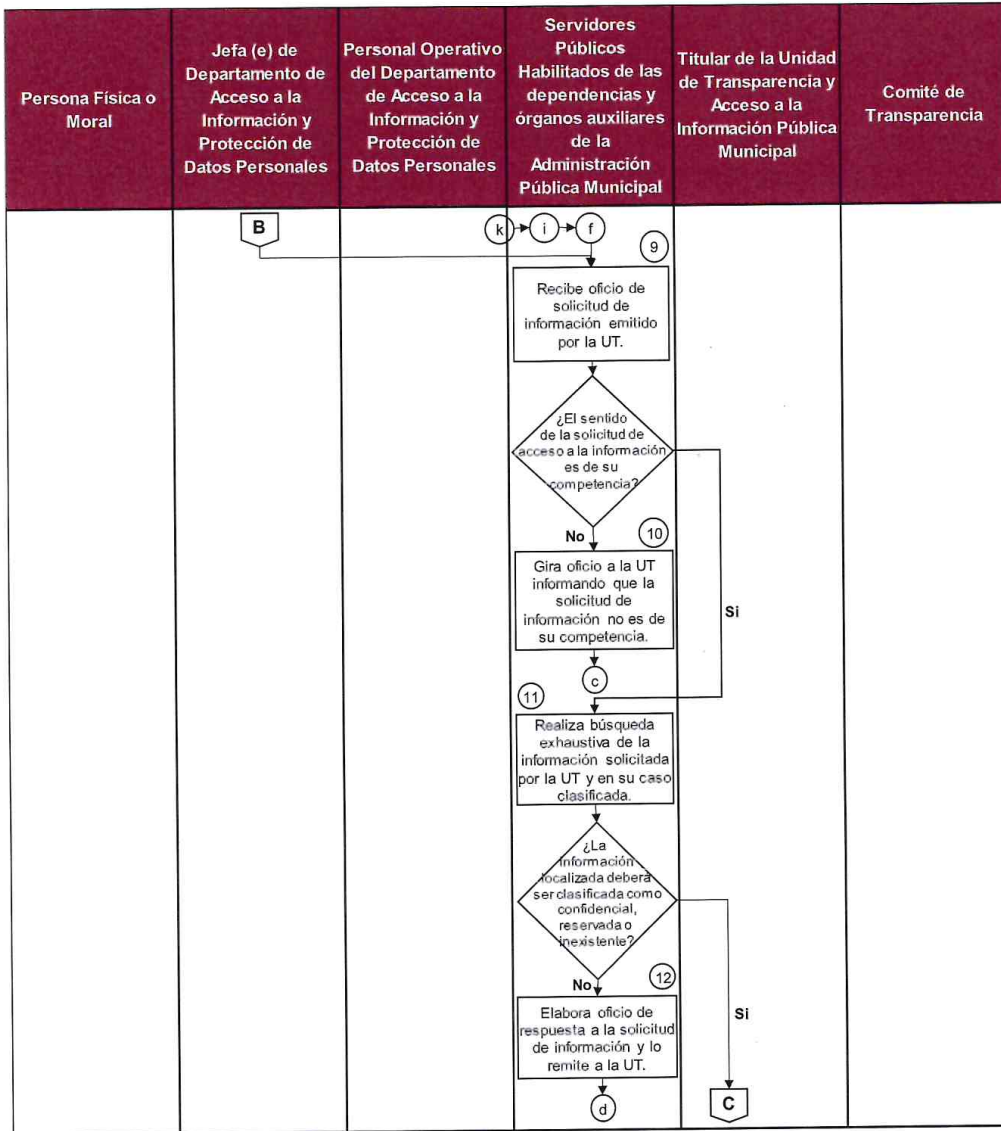 Persona Física o
Moral
Jefa (e) de
Departamento de
Acceso a la
Información y
Protección de
Datos Personales
Personal Operativo
del Departamento
de Acceso a la
Información y
Protección de
Datos Personales
Servidores
Públicos
Habilitados de las
dependencias y
órganos auxiliares
de la
Administración
Pública Municipal
Titular de la Unidad
de Transparencia y
Acceso a la
Información Pública
Municipal
Comité de
Transparencia
B
k
i
f
9
Recibe oficio de
solicitud de
información emitido
por la UT.
¿El sentido
de la solicitud de
acceso a la información
es de su
competencia?
No
10
Gira oficio a la UT
informando que la
solicitud de
información no es de
su competencia.
Si
c
11
Realiza búsqueda
exhaustiva de la
información solicitada
por la UT y en su caso
clasificada.
¿La
información
localizada deberá
ser clasificada como
confidencial,
reservada o
inexistente?
No
12
Elabora oficio de
respuesta a la solicitud
de información y lo
remite a la UT.
Si
d
C